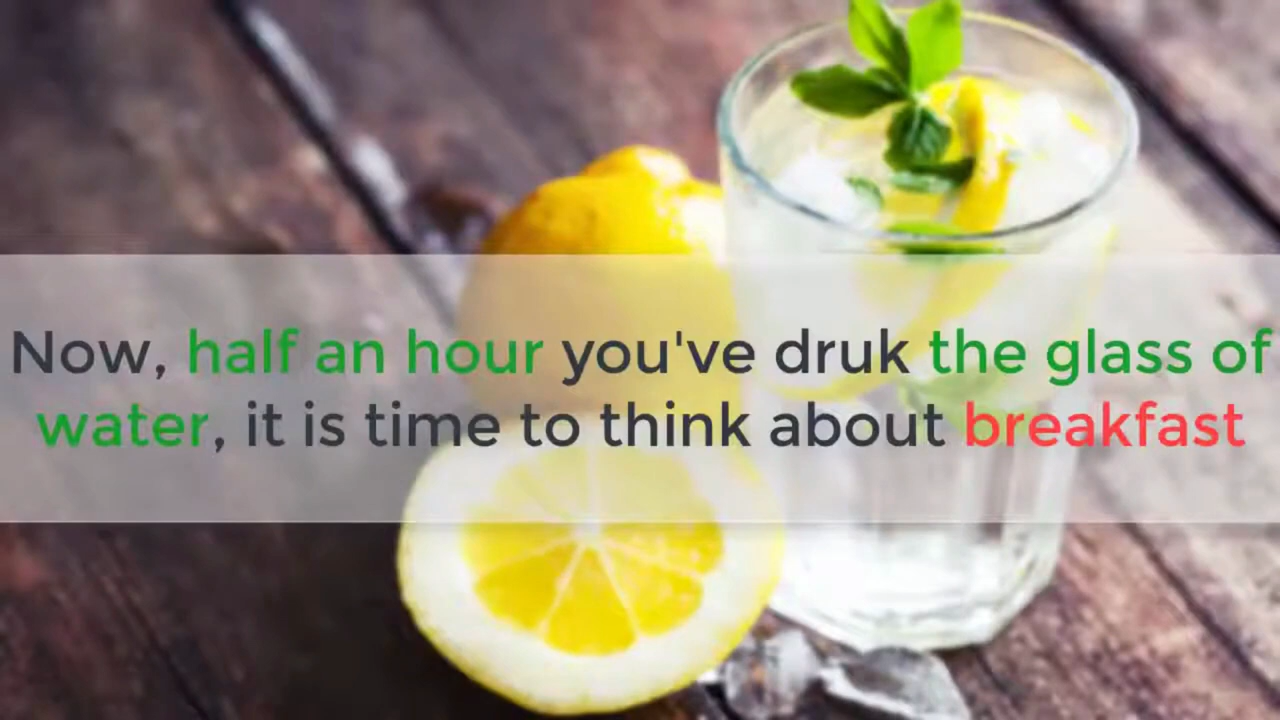 Now, half an hour you've druk the glass of
water, it is time to think about breakfast